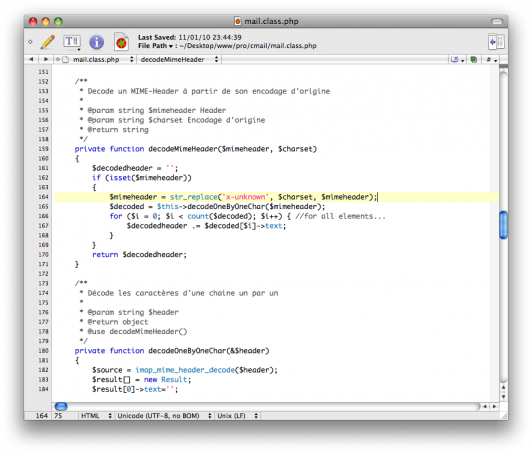 mail.class.php
Last Saved: 11/01/10 23:44:39
File Path ▾ : ~/Desktop/www/pro/cmail/mail.class.php
mail.class.php decodeMimeHeader
151
152 /**
153 * Decode un MIME-Header à partir de son encodage d'origine
154 *
155 * @param string $mimeheader Header
156 * @param string $charset Encodage d'origine
157 * @return string
158 */
159 private function decodeMimeHeader($mimeheader, $charset)
160 {
161 $decodedheader = '';
162 if (isset($mimeheader))
163 {
164 $mimeheader = str_replace('x-unknown', $charset, $mimeheader);
165 $decoded = $this->decodeOneByOneChar($mimeheader);
166 for ($i = 0; $i < count($decoded); $i++) { //for all elements...
167 $decodedheader .= $decoded[$i]->text;
168 }
169 }
170 return $decodedheader;
171 }
172
173 /**
174 * Décode les caractères d'une chaine un par un
175 *
176 * @param string $header
177 * @return object
178 * @use decodeMimeHeader()
179 */
180 private function decodeOneByOneChar(&$header)
181 {
182 $source = imap_mime_header_decode($header);
183 $result[] = new Result;
184 $result[0]->text='';
164 75 HTML Unicode (UTF-8, no BOM) Unix (LF)